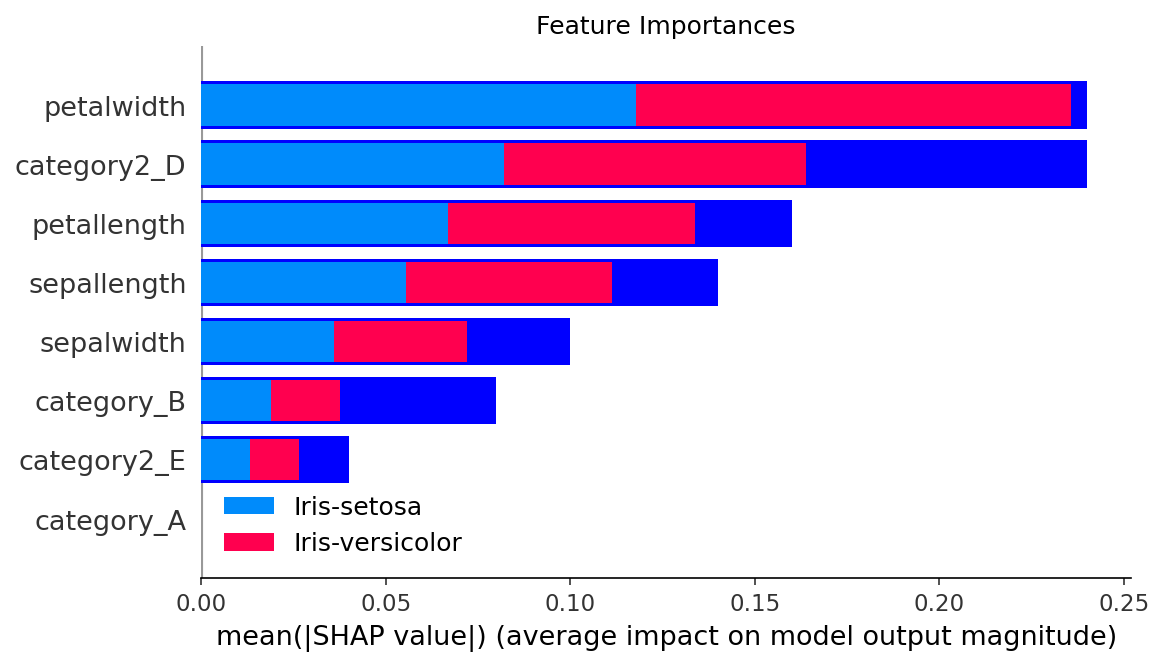 Feature Importances
petalwidth
category2_D
petallength
sepallength
sepalwidth
category_B
category2_E
category_A
Iris-setosa
Iris-versicolor
0.00 0.05 0.10 0.15 0.20 0.25
mean(|SHAP value|) (average impact on model output magnitude)